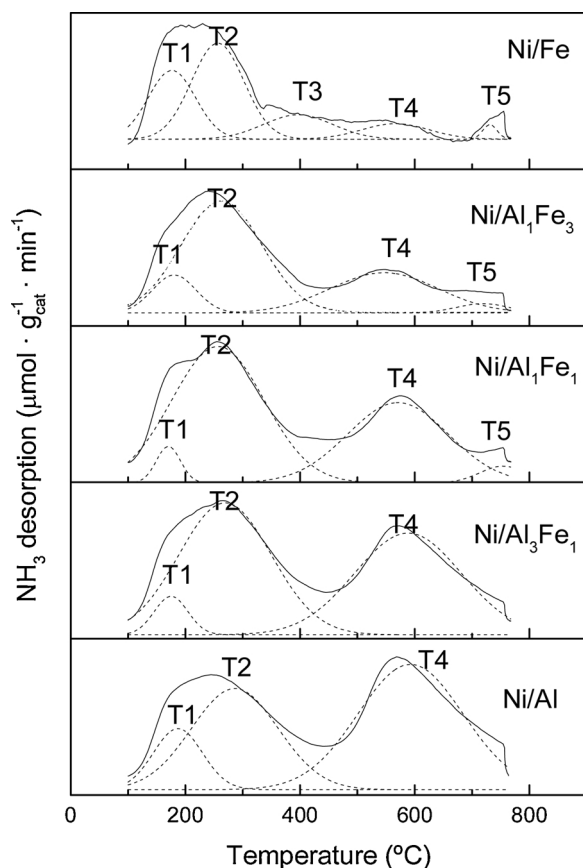 NH₃ desorption (μmol · g⁻¹cat · min⁻¹)
Ni/Fe
T1
T2
T3
T4
T5
Ni/Al₁Fe₃
T1
T2
T4
T5
Ni/Al₁Fe₁
T1
T2
T4
T5
Ni/Al₃Fe₁
T1
T2
T4
Ni/Al
T1
T2
T4
0 200 400 600 800
Temperature (ºC)